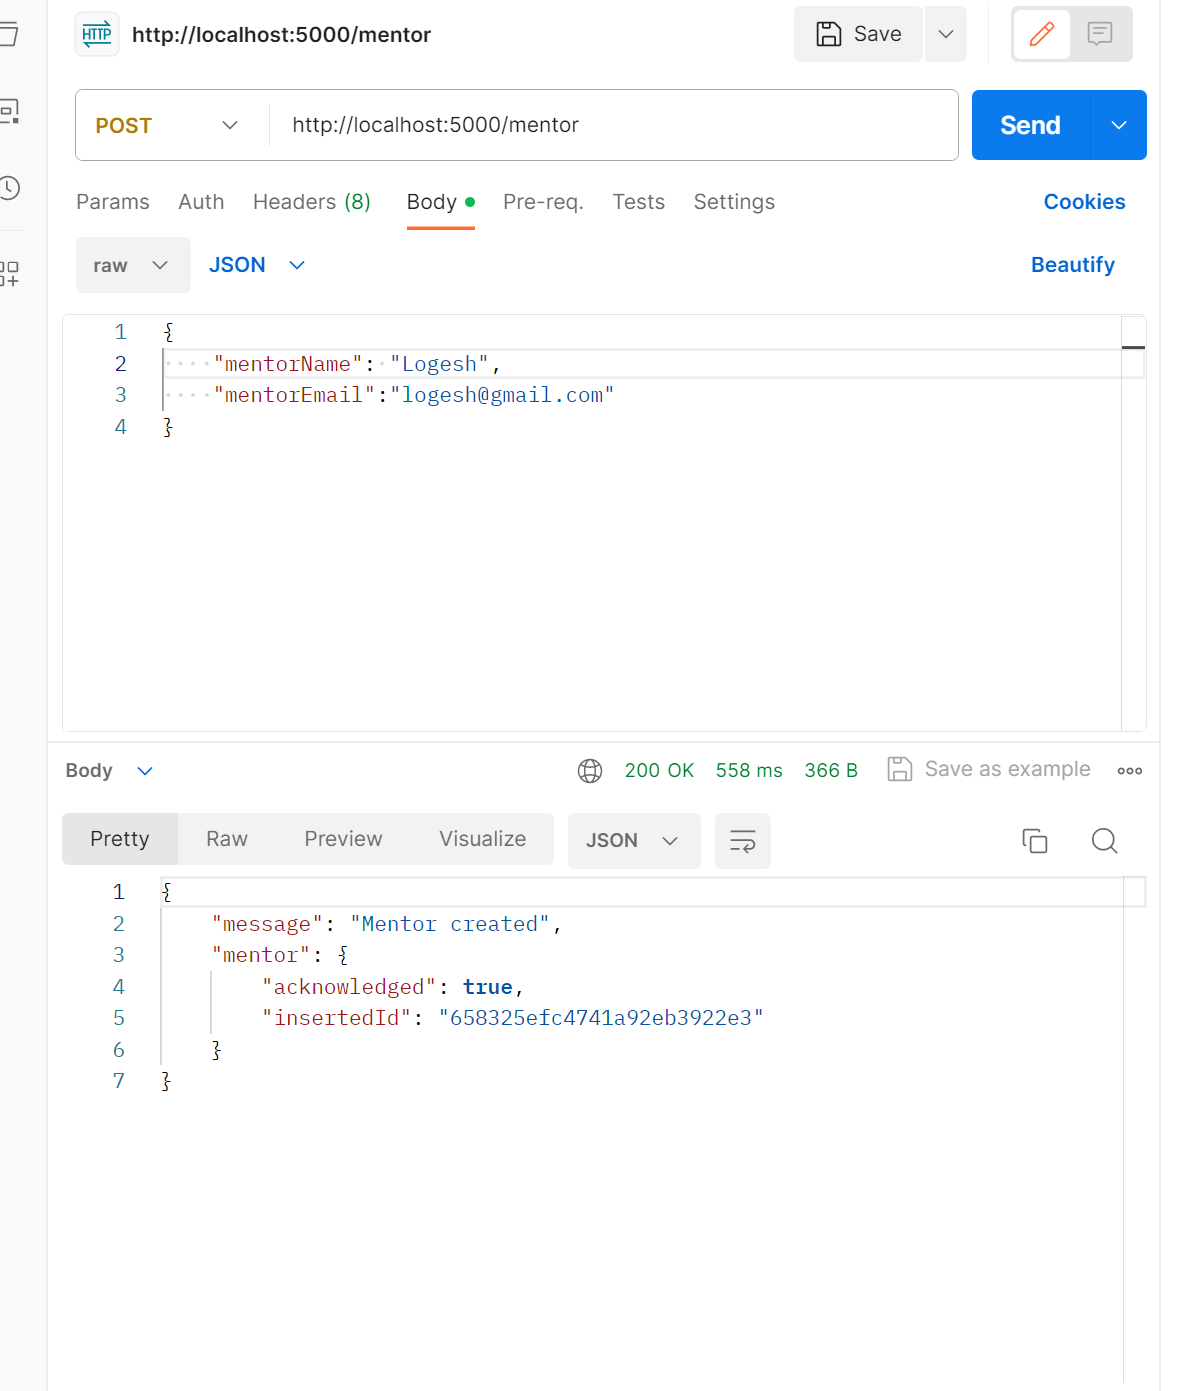 HTTP http://localhost:5000/mentor Save
POST http://localhost:5000/mentor Send
Params Auth Headers (8) Body Pre-req. Tests Settings Cookies
raw JSON Beautify
1 {
2 ····"mentorName":·"Logesh",
3 ····"mentorEmail":"logesh@gmail.com"
4 }
Body 200 OK 558 ms 366 B Save as example
Pretty Raw Preview Visualize JSON
1 {
2 "message": "Mentor created",
3 "mentor": {
4 "acknowledged": true,
5 "insertedId": "658325efc4741a92eb3922e3"
6 }
7 }